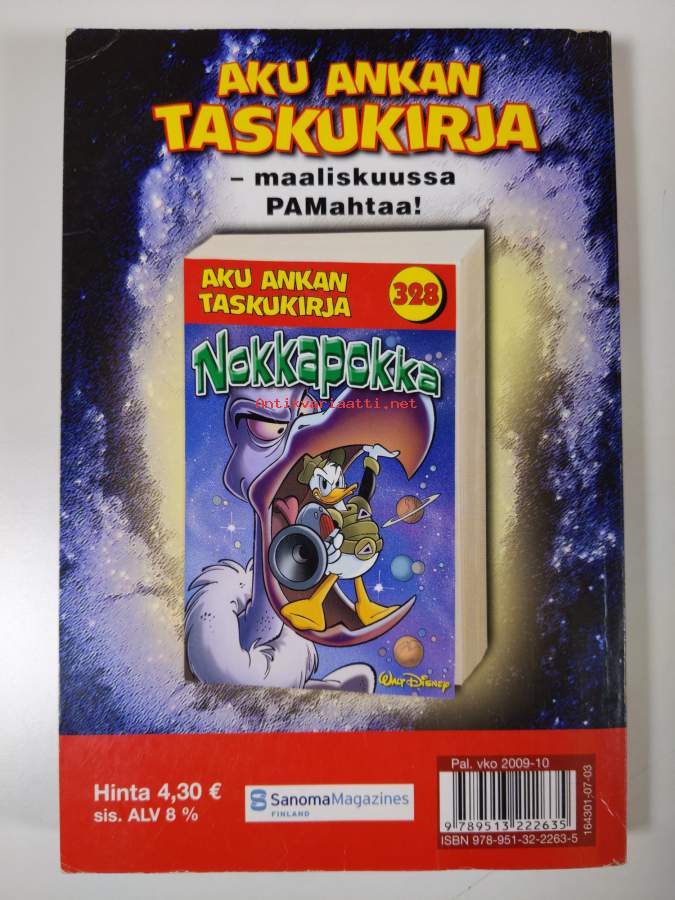 AKU ANKAN
TASKUKIRJA
– maaliskuussa
PAMahtaa!
AKU ANKAN
TASKUKIRJA
328
Nokkapokka
Antikvariaatti.net
WALT DISNEY
Pal. vko 2009-10
Hinta 4,30 €
sis. ALV 8 %
SanomaMagazines
FINLAND
9 789513 222635
ISBN 978-951-32-2263-5
164301-07-03